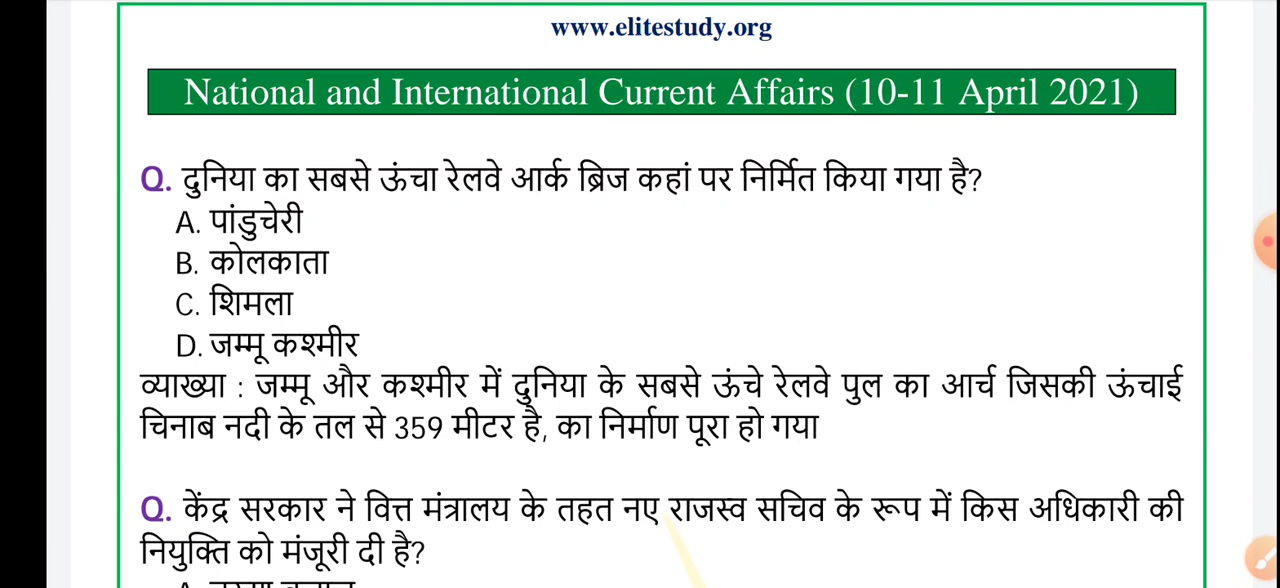 www.elitestudy.org
National and International Current Affairs (10-11 April 2021)
Q. दुनिया का सबसे ऊंचा रेलवे आर्क ब्रिज कहां पर निर्मित किया गया है?
A. पांडुचेरी
B. कोलकाता
C. शिमला
D. जम्मू कश्मीर
व्याख्या : जम्मू और कश्मीर में दुनिया के सबसे ऊंचे रेलवे पुल का आर्च जिसकी ऊंचाई
चिनाब नदी के तल से 359 मीटर है, का निर्माण पूरा हो गया
Q. केंद्र सरकार ने वित्त मंत्रालय के तहत नए राजस्व सचिव के रूप में किस अधिकारी की
नियुक्ति को मंजूरी दी है?